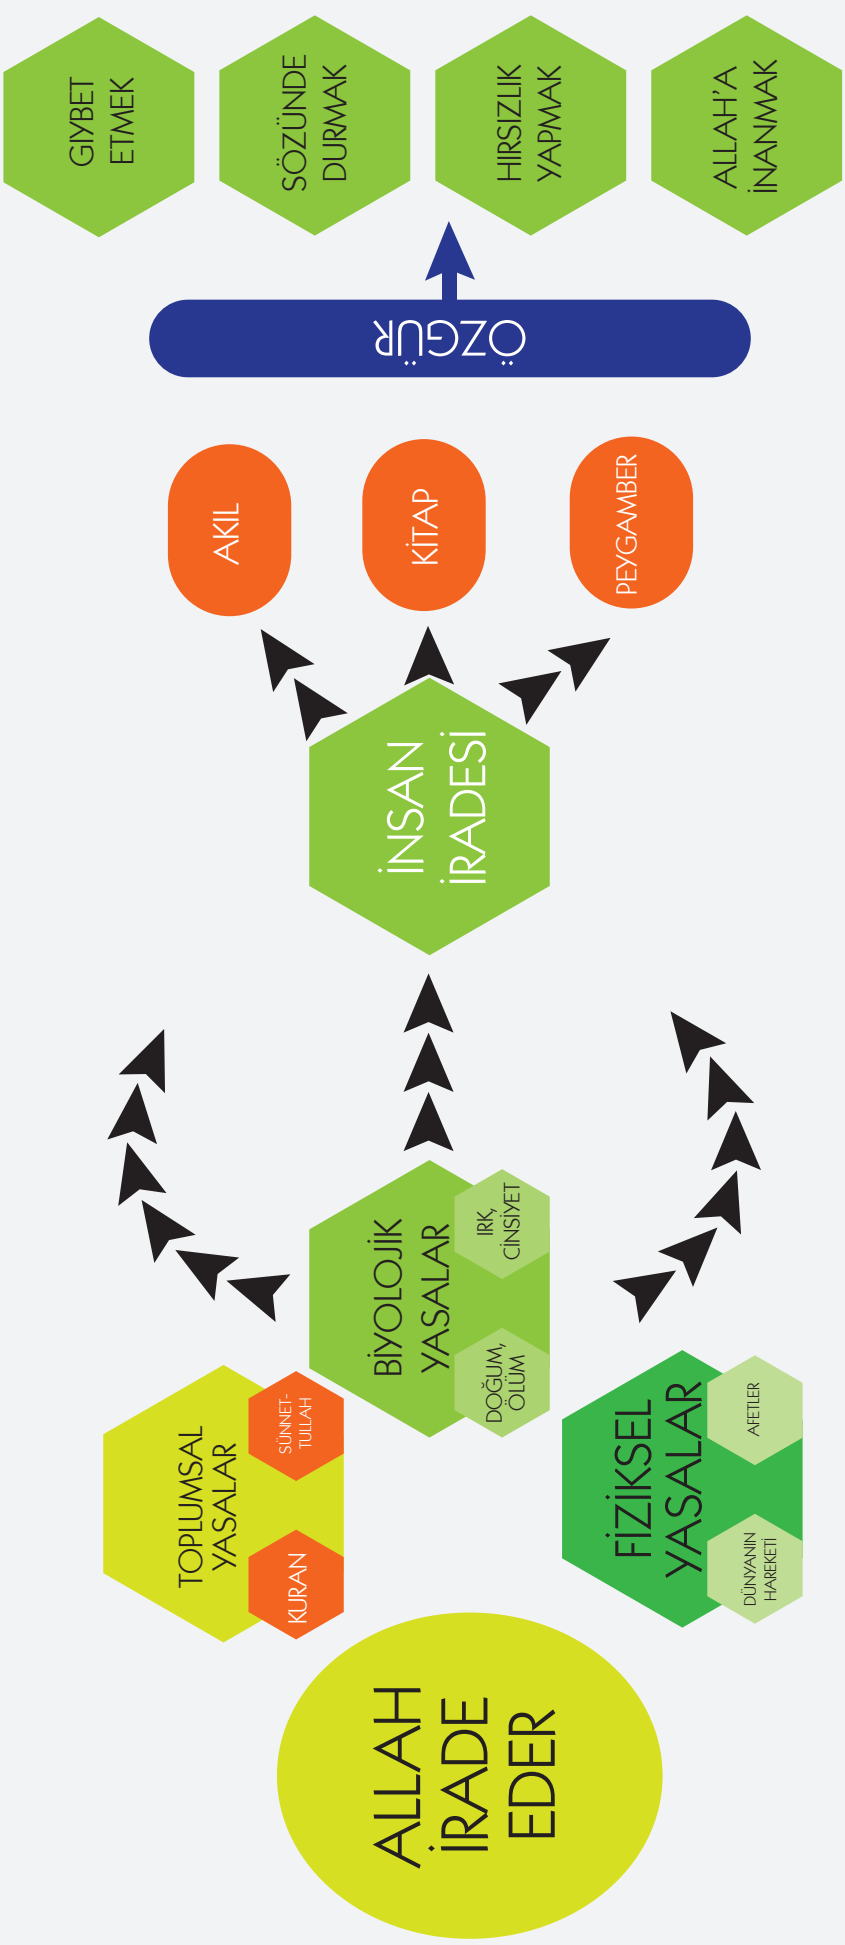 ALLAH
İRADE
EDER
TOPLUMSAL
YASALAR
KURAN
SÜNNET-
TULLAH
BİYOLOJİK
YASALAR
DOĞUM,
ÖLÜM
IRK,
CİNSİYET
FİZİKSEL
YASALAR
DÜNYANIN
HAREKETİ
AFETLER
İNSAN
İRADESİ
AKIL
KİTAP
PEYGAMBER
ÖZGÜR
GIYBET
ETMEK
SÖZÜNDE
DURMAK
HIRSIZLIK
YAPMAK
ALLAH'A
İNANMAK